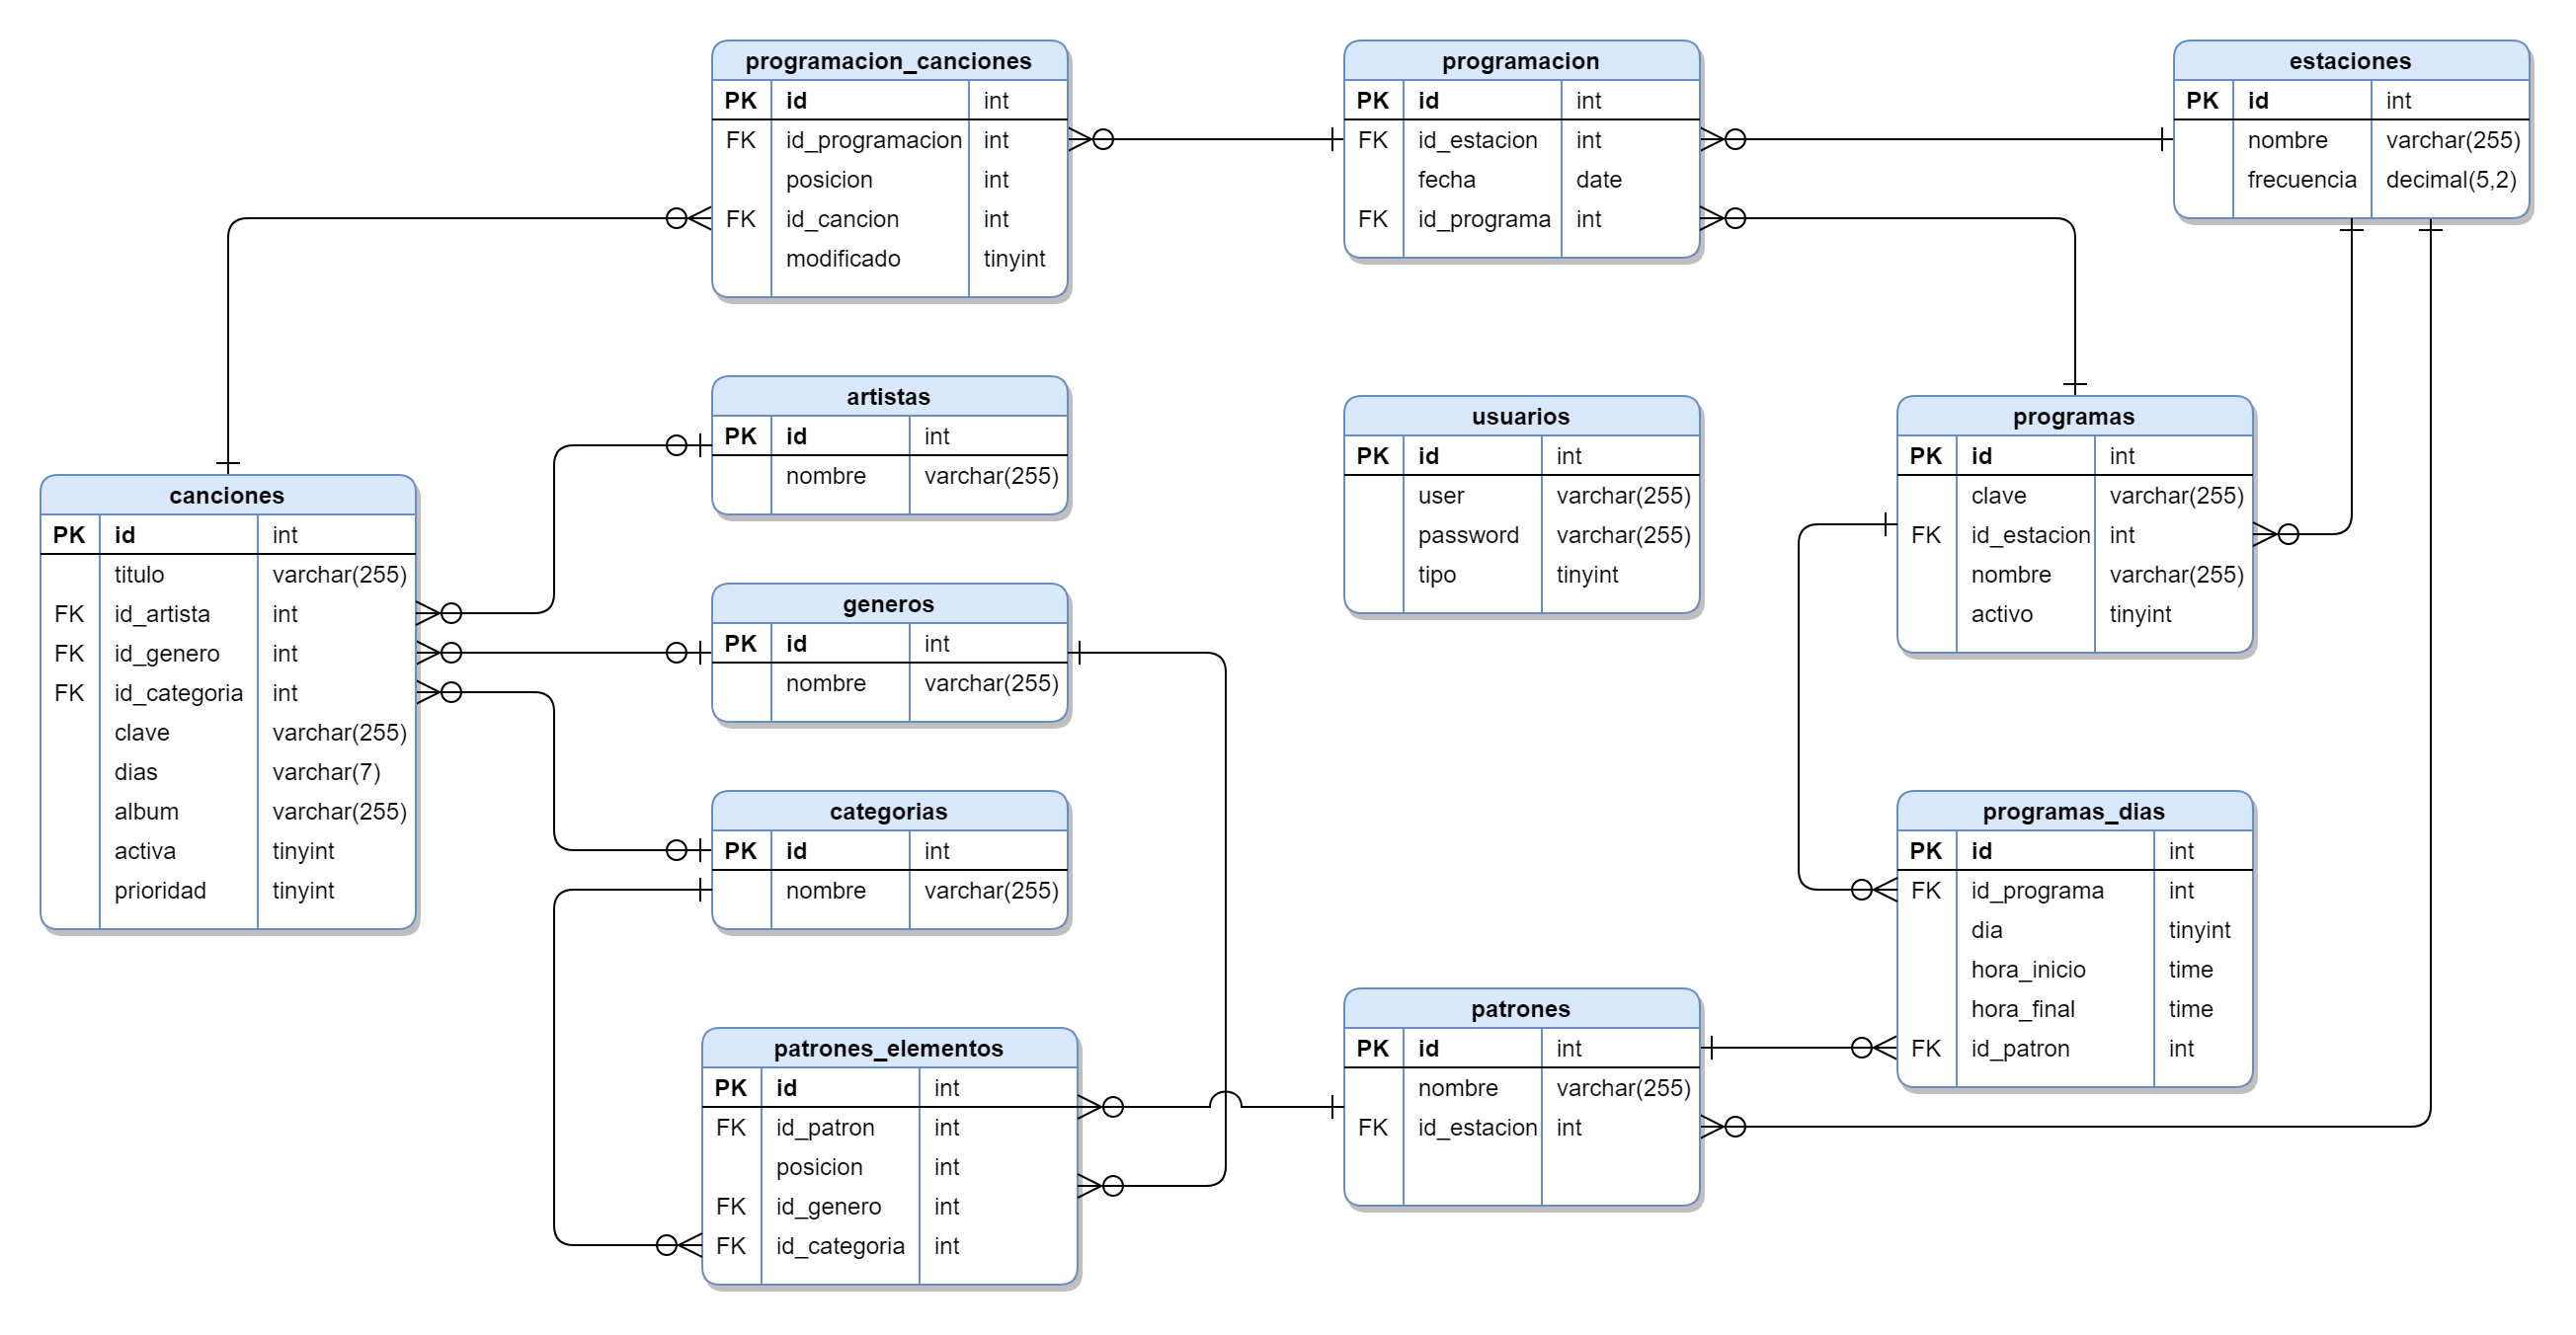 programacion_canciones
PK id int
FK id_programacion int
posicion int
FK id_cancion int
modificado tinyint
programacion
PK id int
FK id_estacion int
fecha date
FK id_programa int
estaciones
PK id int
nombre varchar(255)
frecuencia decimal(5,2)
artistas
PK id int
nombre varchar(255)
usuarios
PK id int
user varchar(255)
password varchar(255)
tipo tinyint
programas
PK id int
clave varchar(255)
FK id_estacion int
nombre varchar(255)
activo tinyint
canciones
PK id int
titulo varchar(255)
FK id_artista int
FK id_genero int
FK id_categoria int
clave varchar(255)
dias varchar(7)
album varchar(255)
activa tinyint
prioridad tinyint
generos
PK id int
nombre varchar(255)
categorias
PK id int
nombre varchar(255)
programas_dias
PK id int
FK id_programa int
dia tinyint
hora_inicio time
hora_final time
FK id_patron int
patrones
PK id int
nombre varchar(255)
FK id_estacion int
patrones_elementos
PK id int
FK id_patron int
posicion int
FK id_genero int
FK id_categoria int